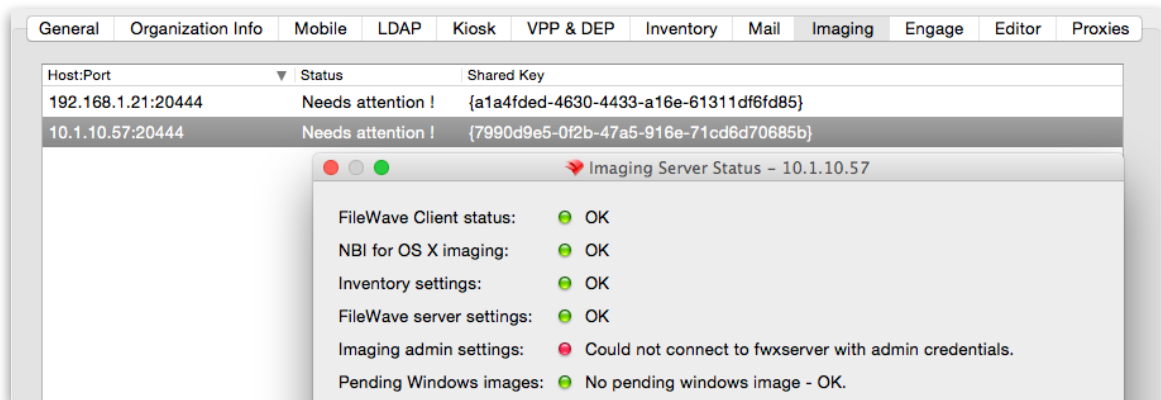 General Organization Info Mobile LDAP Kiosk VPP & DEP Inventory Mail Imaging Engage Editor Proxies
Host:Port Status Shared Key
192.168.1.21:20444 Needs attention ! {a1a4fded-4630-4433-a16e-61311df6fd85}
10.1.10.57:20444 Needs attention ! {7990d9e5-0f2b-47a5-916e-71cd6d70685b}
Imaging Server Status – 10.1.10.57
FileWave Client status: OK
NBI for OS X imaging: OK
Inventory settings: OK
FileWave server settings: OK
Imaging admin settings: Could not connect to fwxserver with admin credentials.
Pending Windows images: No pending windows image - OK.